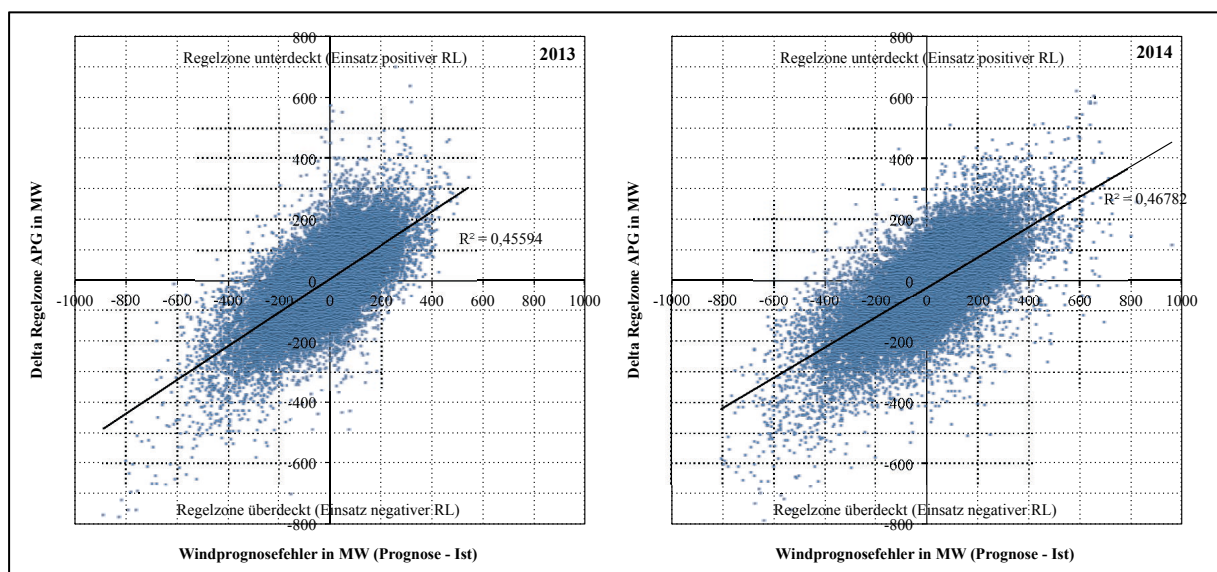 800
Regelzone unterdeckt (Einsatz positiver RL)
2013
600
400
200
R² = 0,45594
0
-1000 -800 -600 -400 -200 0 200 400 600 800 1000
-200
-400
-600
Regelzone überdeckt (Einsatz negativer RL)
-800
Delta Regelzone APG in MW
Windprognosefehler in MW (Prognose - Ist)
800
Regelzone unterdeckt (Einsatz positiver RL)
2014
600
400
200
R² = 0,46782
0
-1000 -800 -600 -400 -200 0 200 400 600 800 1000
-200
-400
-600
Regelzone überdeckt (Einsatz negativer RL)
-800
Delta Regelzone APG in MW
Windprognosefehler in MW (Prognose - Ist)